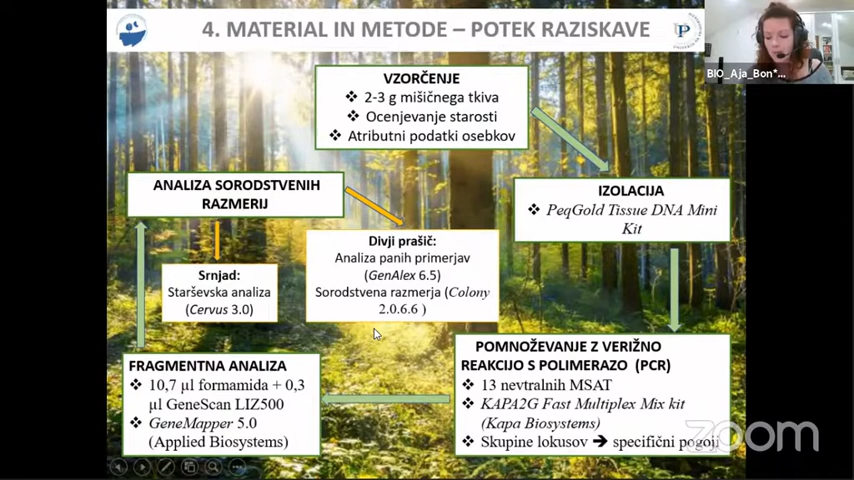 4. MATERIAL IN METODE – POTEK RAZISKAVE
BIO_Aja_Bon*...
VZORČENJE
❖ 2-3 g mišičnega tkiva
❖ Ocenjevanje starosti
❖ Atributni podatki osebkov
ANALIZA SORODSTVENIH
RAZMERIJ
IZOLACIJA
❖ PeqGold Tissue DNA Mini
Kit
Divji prašič:
Analiza panih primerjav
(GenAlex 6.5)
Sorodstvena razmerja (Colony
2.0.6.6 )
Srnjad:
Starševska analiza
(Cervus 3.0)
POMNOŽEVANJE Z VERIŽNO
REAKCIJO S POLIMERAZO (PCR)
❖ 13 nevtralnih MSAT
❖ KAPA2G Fast Multiplex Mix kit
(Kapa Biosystems)
❖ Skupine lokusov ➔ specifični pogoji
FRAGMENTNA ANALIZA
❖ 10,7 µl formamida + 0,3
µl GeneScan LIZ500
❖ GeneMapper 5.0
(Applied Biosystems)
zoom